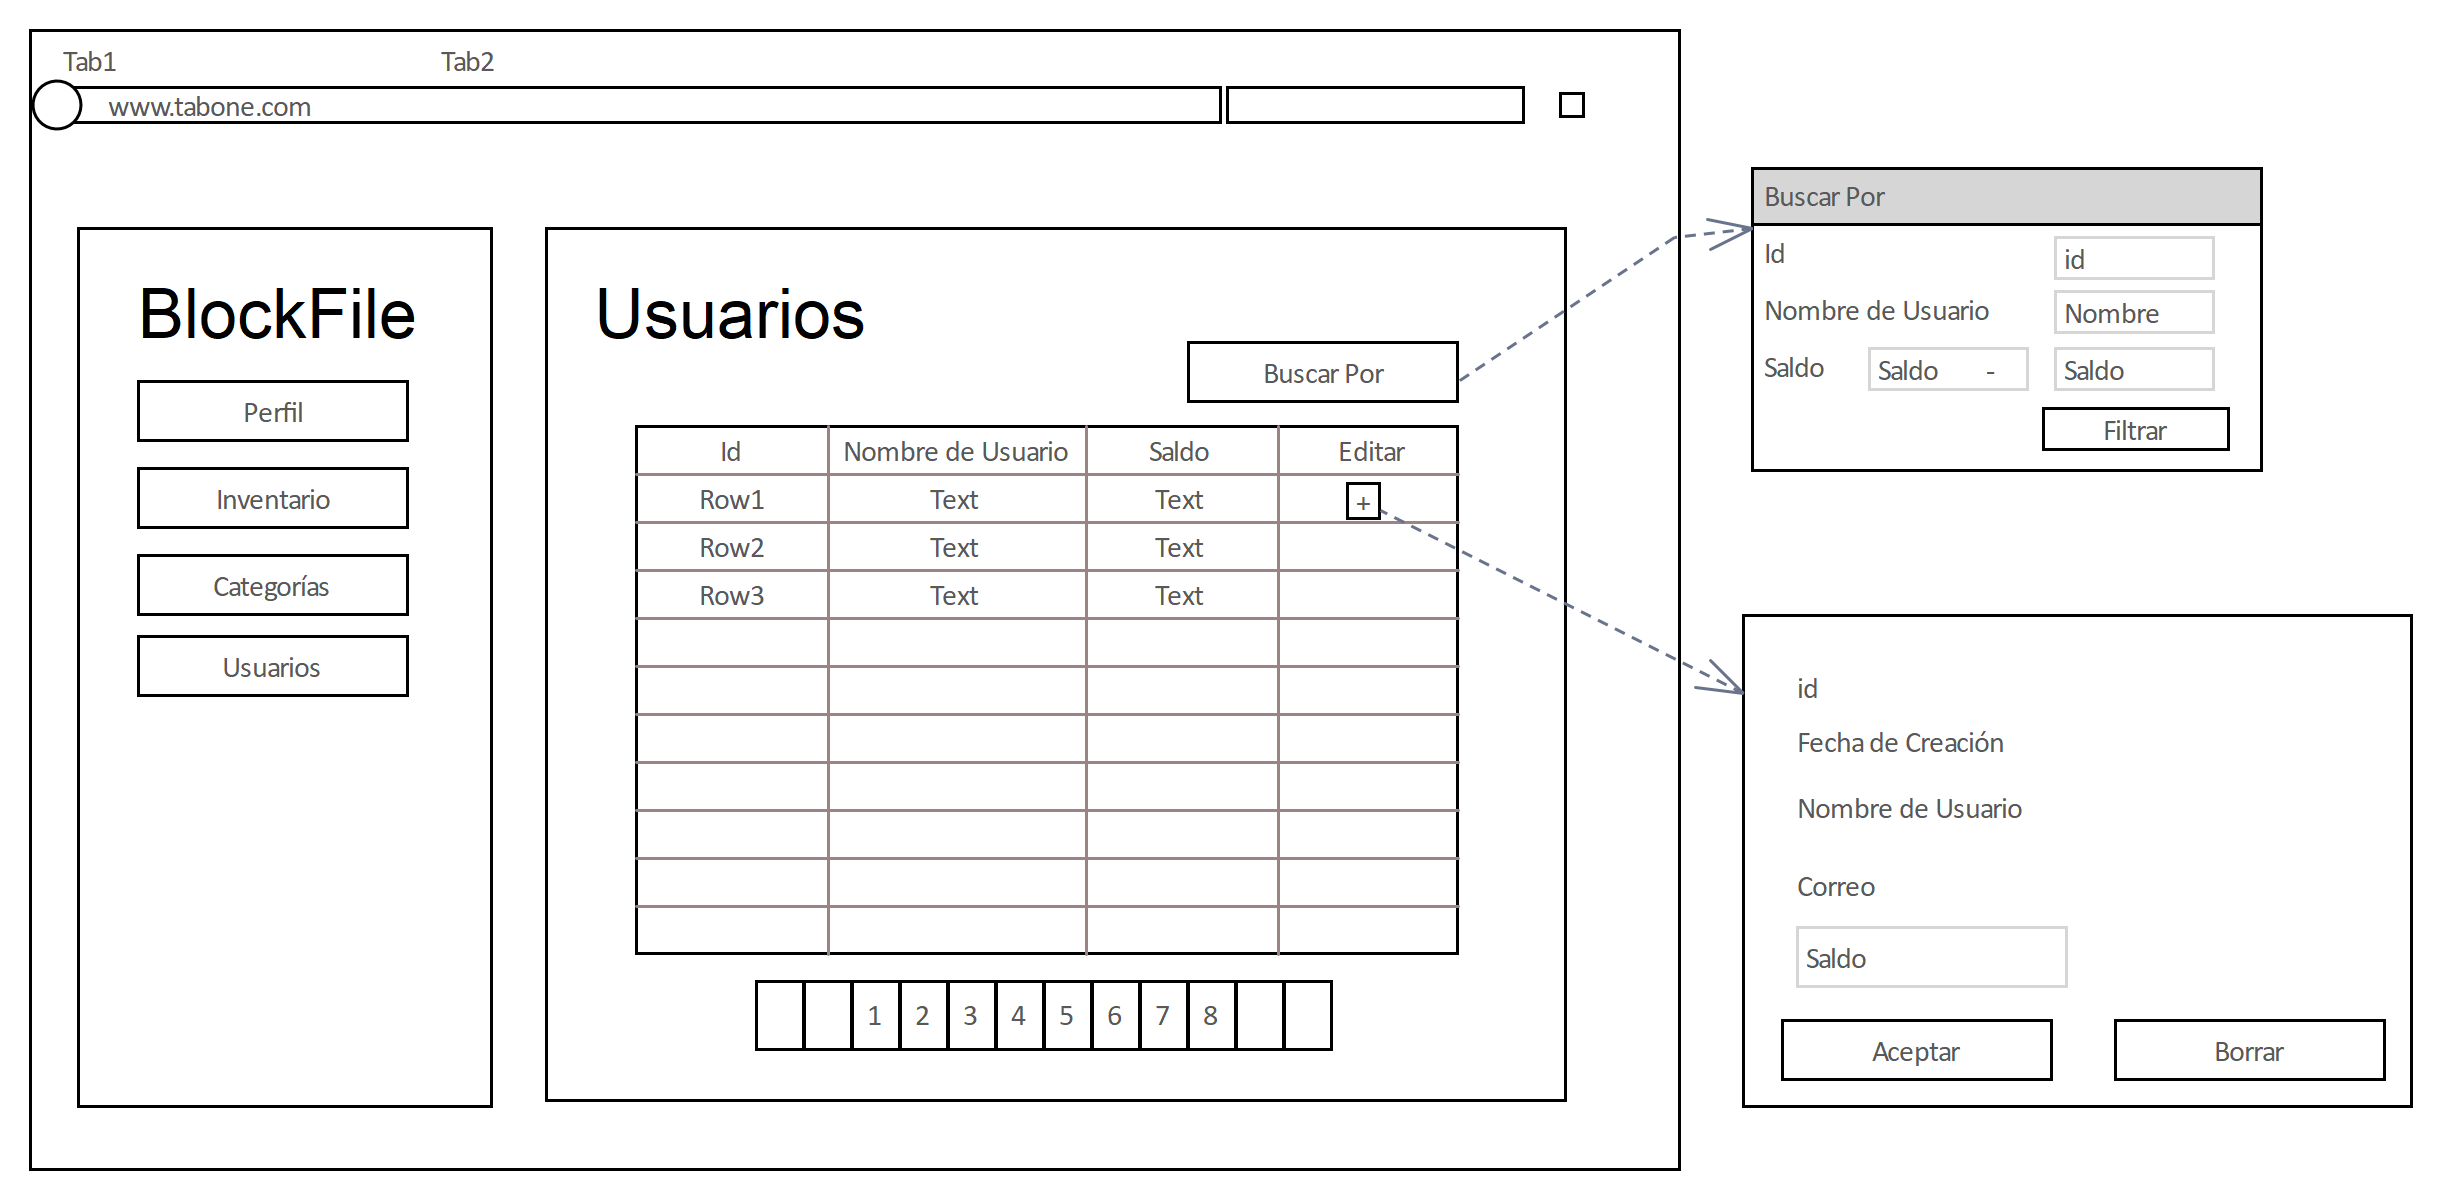 Tab1 Tab2
www.tabone.com
BlockFile
Perfil
Inventario
Categorías
Usuarios
Usuarios
Buscar Por
Id Nombre de Usuario Saldo Editar
Row1 Text Text +
Row2 Text Text
Row3 Text Text
1 2 3 4 5 6 7 8
Buscar Por
Id id
Nombre de Usuario Nombre
Saldo Saldo - Saldo
Filtrar
id
Fecha de Creación
Nombre de Usuario
Correo
Saldo
Aceptar Borrar